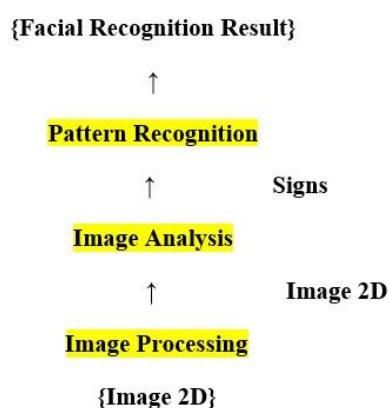 {Facial Recognition Result}
↑
Pattern Recognition
↑ Signs
Image Analysis
↑ Image 2D
Image Processing
{Image 2D}